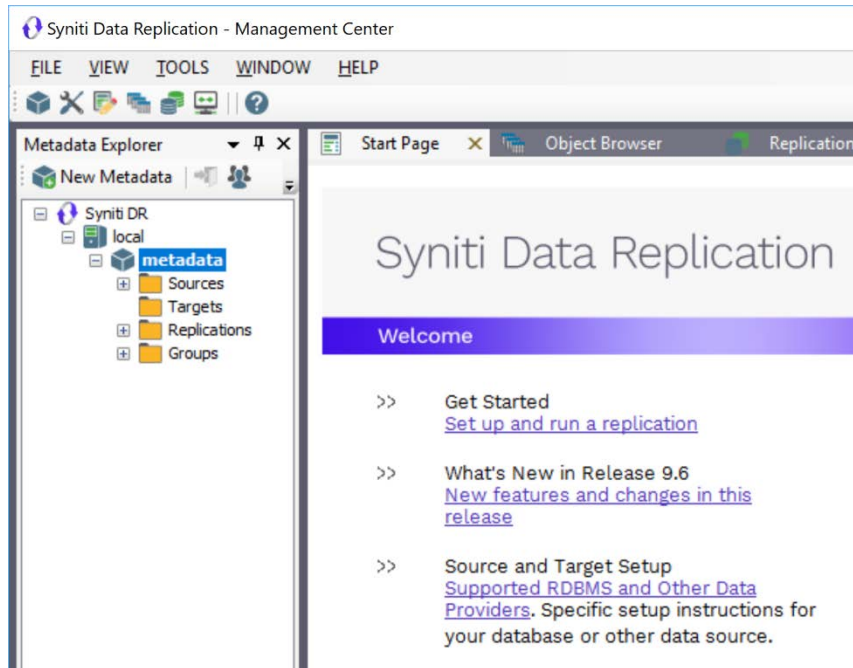 Syniti Data Replication - Management Center
FILE VIEW TOOLS WINDOW HELP
Metadata Explorer
New Metadata
Syniti DR
local
metadata
Sources
Targets
Replications
Groups
Start Page Object Browser Replication
Syniti Data Replication
Welcome
>> Get Started
Set up and run a replication
>> What's New in Release 9.6
New features and changes in this
release
>> Source and Target Setup
Supported RDBMS and Other Data
Providers. Specific setup instructions for
your database or other data source.